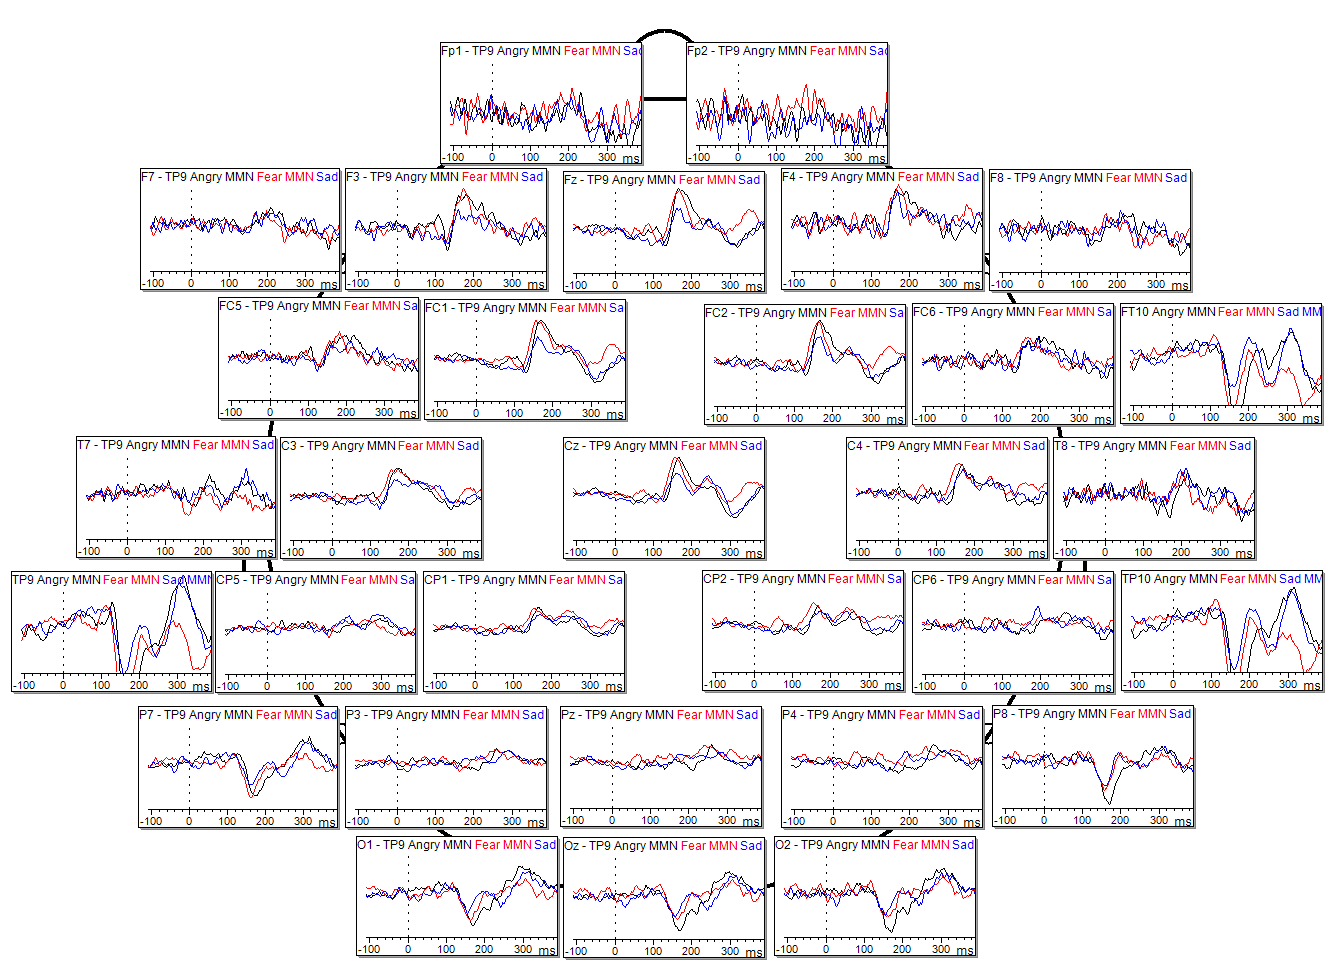 Fp1 - TP9 Angry MMN Fear MMN Sad
-100 0 100 200 300 ms
Fp2 - TP9 Angry MMN Fear MMN Sad
-100 0 100 200 300 ms
F7 - TP9 Angry MMN Fear MMN Sad
-100 0 100 200 300 ms
F3 - TP9 Angry MMN Fear MMN Sad
-100 0 100 200 300 ms
Fz - TP9 Angry MMN Fear MMN Sad
-100 0 100 200 300 ms
F4 - TP9 Angry MMN Fear MMN Sad
-100 0 100 200 300 ms
F8 - TP9 Angry MMN Fear MMN Sad
-100 0 100 200 300 ms
FC5 - TP9 Angry MMN Fear MMN Sa
-100 0 100 200 300 ms
FC1 - TP9 Angry MMN Fear MMN Sa
-100 0 100 200 300 ms
FC2 - TP9 Angry MMN Fear MMN Sa
-100 0 100 200 300 ms
FC6 - TP9 Angry MMN Fear MMN Sa
-100 0 100 200 300 ms
FT10 Angry MMN Fear MMN Sad MM
-100 0 100 200 300 ms
T7 - TP9 Angry MMN Fear MMN Sad
-100 0 100 200 300 ms
C3 - TP9 Angry MMN Fear MMN Sad
-100 0 100 200 300 ms
Cz - TP9 Angry MMN Fear MMN Sad
-100 0 100 200 300 ms
C4 - TP9 Angry MMN Fear MMN Sad
-100 0 100 200 300 ms
T8 - TP9 Angry MMN Fear MMN Sad
-100 0 100 200 300 ms
TP9 Angry MMN Fear MMN Sad MMN
-100 0 100 200 300 ms
CP5 - TP9 Angry MMN Fear MMN Sa
-100 0 100 200 300 ms
CP1 - TP9 Angry MMN Fear MMN Sa
-100 0 100 200 300 ms
CP2 - TP9 Angry MMN Fear MMN Sa
-100 0 100 200 300 ms
CP6 - TP9 Angry MMN Fear MMN Sa
-100 0 100 200 300 ms
TP10 Angry MMN Fear MMN Sad MM
-100 0 100 200 300 ms
P7 - TP9 Angry MMN Fear MMN Sad
-100 0 100 200 300 ms
P3 - TP9 Angry MMN Fear MMN Sad
-100 0 100 200 300 ms
Pz - TP9 Angry MMN Fear MMN Sad
-100 0 100 200 300 ms
P4 - TP9 Angry MMN Fear MMN Sad
-100 0 100 200 300 ms
P8 - TP9 Angry MMN Fear MMN Sad
-100 0 100 200 300 ms
O1 - TP9 Angry MMN Fear MMN Sad
-100 0 100 200 300 ms
Oz - TP9 Angry MMN Fear MMN Sad
-100 0 100 200 300 ms
O2 - TP9 Angry MMN Fear MMN Sad
-100 0 100 200 300 ms